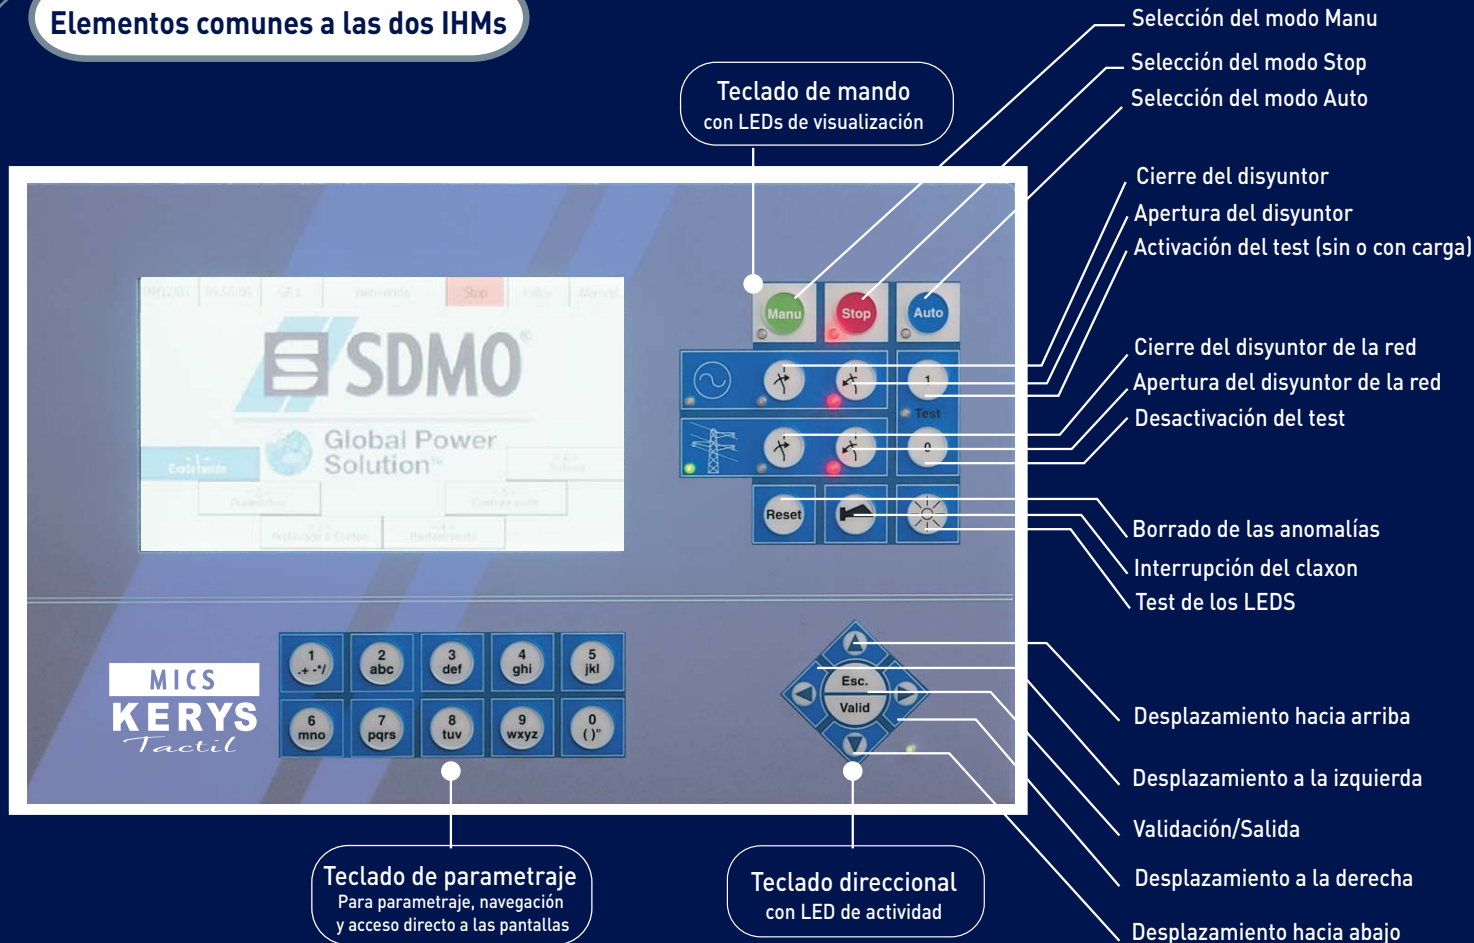 Elementos comunes a las dos IHMs
Selección del modo Manu
Selección del modo Stop
Selección del modo Auto
Teclado de mando
con LEDs de visualización
Cierre del disyuntor
Apertura del disyuntor
Activación del test (sin o con carga)
Cierre del disyuntor de la red
Apertura del disyuntor de la red
Desactivación del test
Borrado de las anomalías
Interrupción del claxon
Test de los LEDS
Desplazamiento hacia arriba
Desplazamiento a la izquierda
Validación/Salida
Desplazamiento a la derecha
Desplazamiento hacia abajo
Stop
SDMO®
Global Power
Solution™
Manu
Stop
Auto
1
Test
0
Reset
MICS
KERYS
Tactil
1
.+-*/
2
abc
3
def
4
ghi
5
jkl
6
mno
7
pqrs
8
tuv
9
wxyz
0
( )"
Esc.
Valid
Teclado de parametraje
Para parametraje, navegación
y acceso directo a las pantallas
Teclado direccional
con LED de actividad